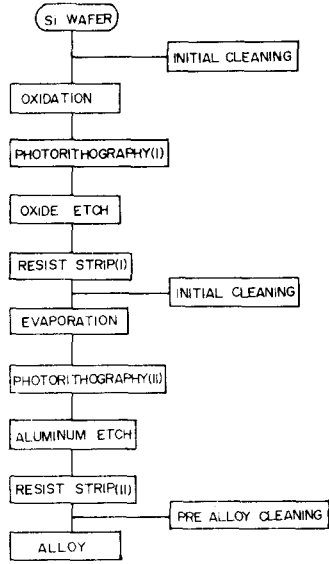 Si WAFER
INITIAL CLEANING
OXIDATION
PHOTORITHOGRAPHY(I)
OXIDE ETCH
RESIST STRIP(I)
INITIAL CLEANING
EVAPORATION
PHOTORITHOGRAPHY(II)
ALUMINUM ETCH
RESIST STRIP(II)
PRE ALLOY CLEANING
ALLOY